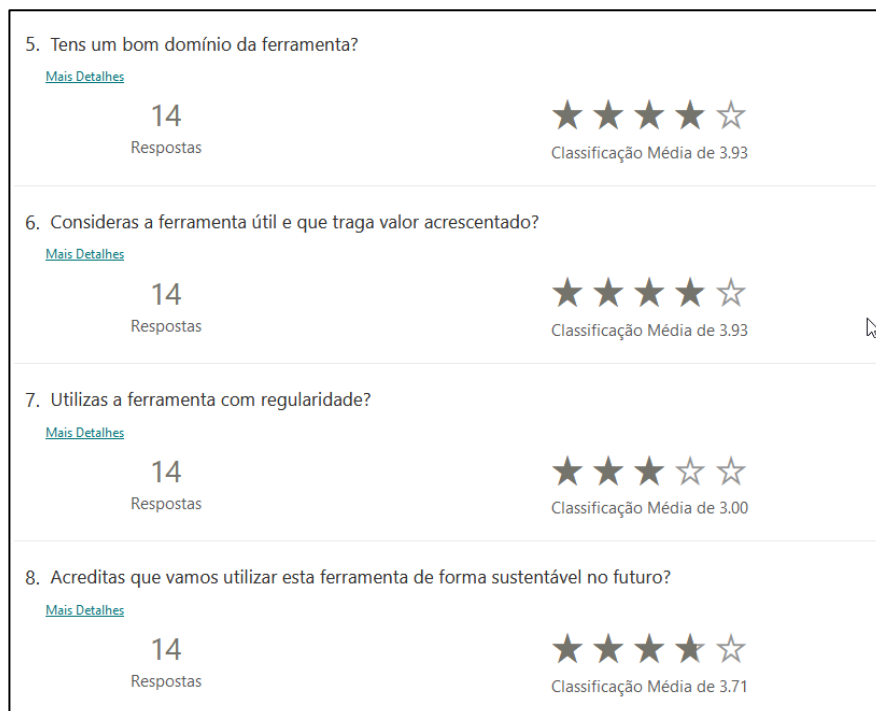 5. Tens um bom domínio da ferramenta?
Mais Detalhes
14
Respostas
Classificação Média de 3.93
6. Consideras a ferramenta útil e que traga valor acrescentado?
Mais Detalhes
14
Respostas
Classificação Média de 3.93
7. Utilizas a ferramenta com regularidade?
Mais Detalhes
14
Respostas
Classificação Média de 3.00
8. Acreditas que vamos utilizar esta ferramenta de forma sustentável no futuro?
Mais Detalhes
14
Respostas
Classificação Média de 3.71